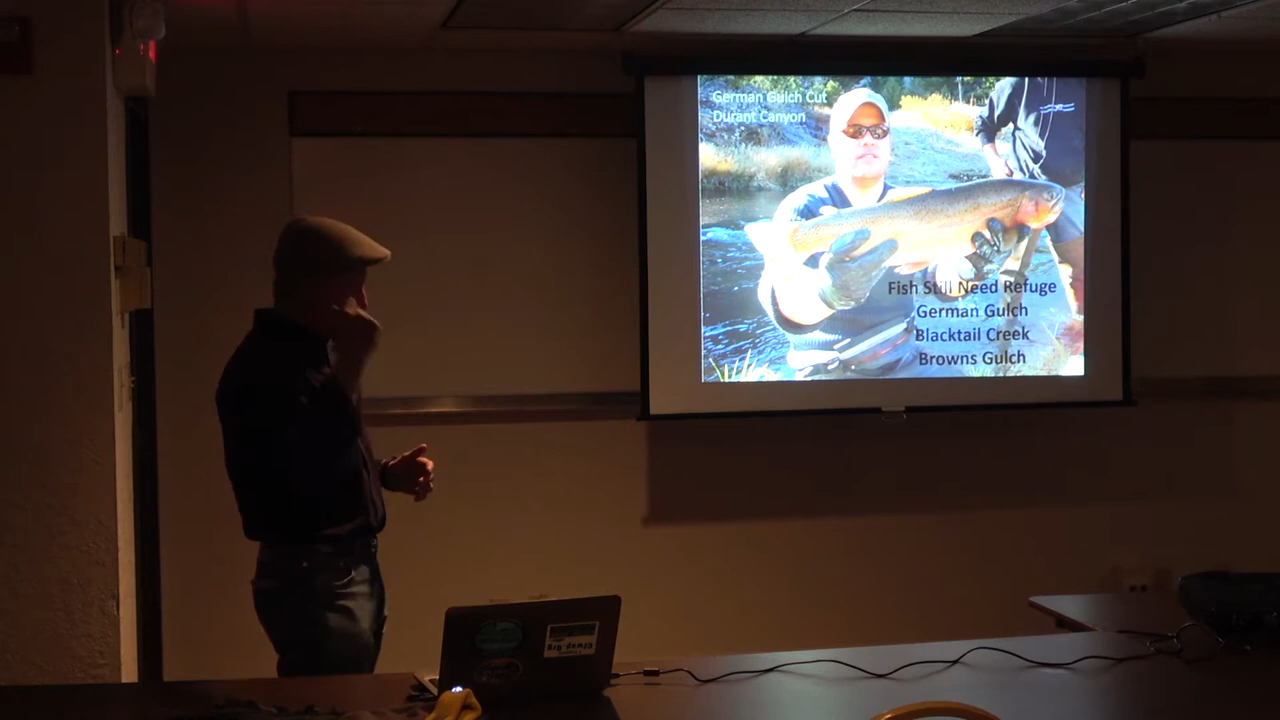 German Gulch Cut
Durant Canyon
Fish Still Need Refuge
German Gulch
Blacktail Creek
Browns Gulch